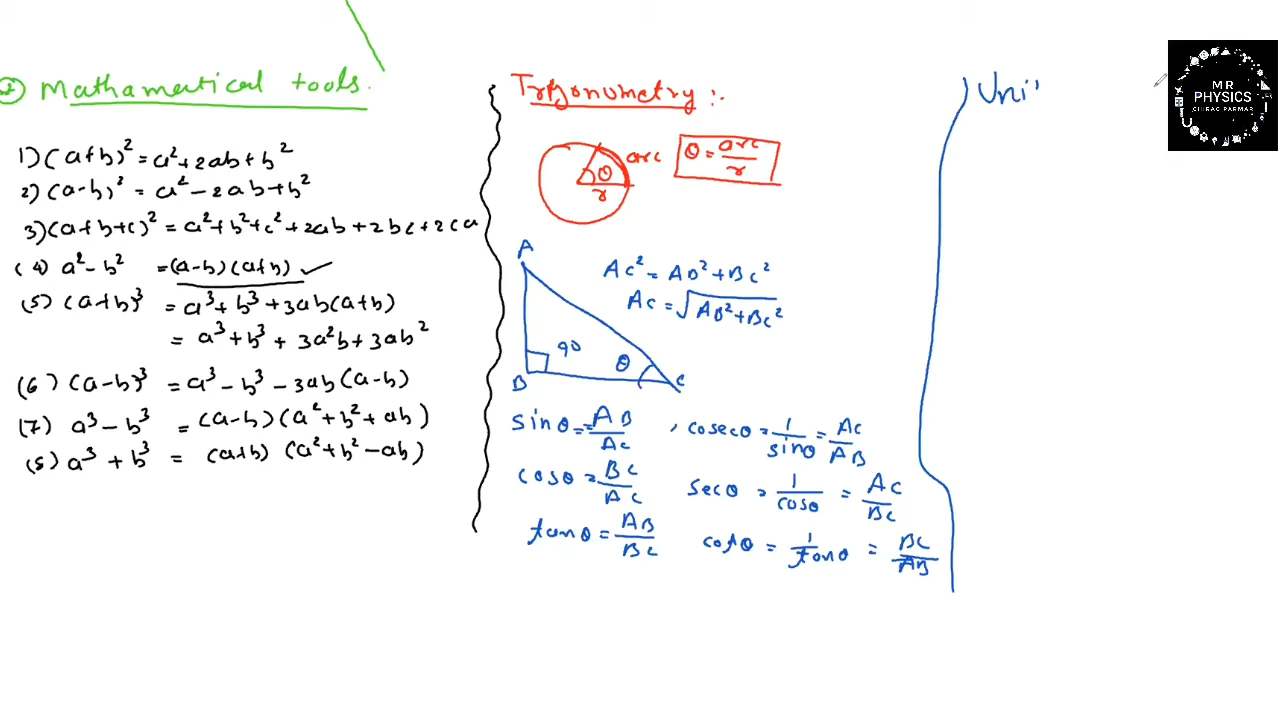 Mathamatical tools.
1) (a+b)² = a²+2ab+b²
2) (a-b)² = a²-2ab+b²
3) (a+b+c)² = a²+b²+c²+2ab+2bc+2ca
(4) a²-b² = (a-b)(a+b) ✓
(5) (a+b)³ = a³+b³+3ab(a+b)
= a³+b³+3a²b+3ab²
(6) (a-b)³ = a³-b³-3ab(a-b)
(7) a³-b³ = (a-b)(a²+b²+ab)
(8) a³+b³ = (a+b)(a²+b²-ab)
Trigonometry :-
θ r arc θ = arc/r
A
AC² = AB²+BC²
AC = √AB²+BC²
90 θ
B C
sinθ = AB/AC , cosecθ = 1/sinθ = AC/AB
cosθ = BC/AC secθ = 1/cosθ = AC/BC
tanθ = AB/BC cotθ = 1/tanθ = BC/AB
MR
PHYSICS
CHIRAG PARMAR